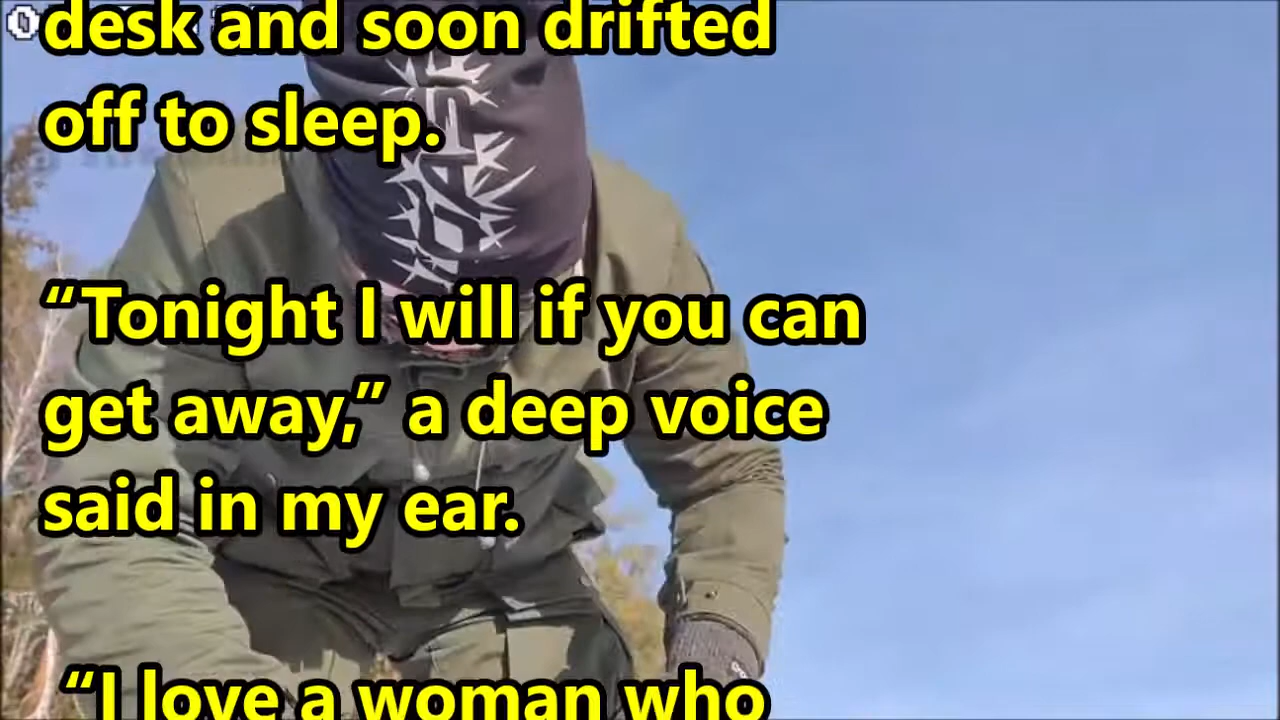 desk and soon drifted
off to sleep.
“Tonight I will if you can
get away,” a deep voice
said in my ear.
“I love a woman who